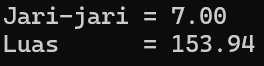 Jari-jari = 7.00
Luas      = 153.94